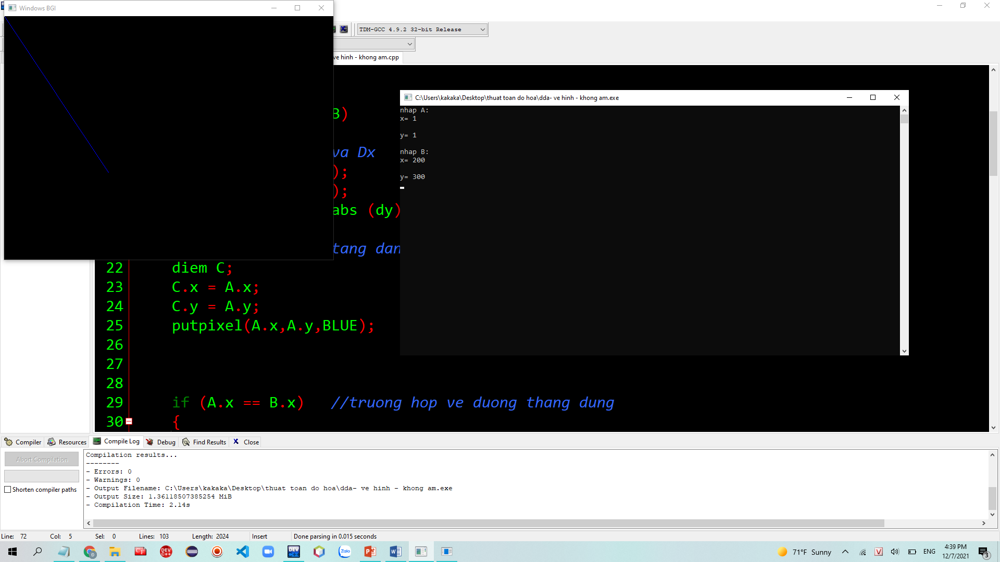 Windows BGI
TDM-GCC 4.9.2 32-bit Release
ve hinh - khong am.cpp
C:\Users\kakaka\Desktop\thuat toan do hoa\dda- ve hinh - khong am.exe
nhap A:
x= 1
y= 1
nhap B:
x= 200
y= 300
B)
va Dx
);
);
abs (dy)
tang dan
22 diem C;
23 C.x = A.x;
24 C.y = A.y;
25 putpixel(A.x,A.y,BLUE);
26
27
28
29 if (A.x == B.x) //truong hop ve duong thang dung
30 {
Compiler Resources Compile Log Debug Find Results Close
Abort Compilation
Shorten compiler paths
Compilation results...
--------
- Errors: 0
- Warnings: 0
- Output Filename: C:\Users\kakaka\Desktop\thuat toan do hoa\dda- ve hinh - khong am.exe
- Output Size: 1.36118507385254 MiB
- Compilation Time: 2.14s
Line: 72 Col: 5 Sel: 0 Lines: 103 Length: 2024 Insert Done parsing in 0.015 seconds
DEV C++ DEV Zalo
71°F Sunny ENG 4:39 PM
12/7/2021 3